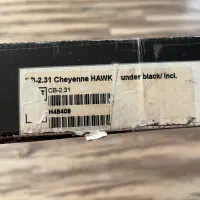 CB-2.31 Cheyenne HAWK under black/ incl.
CB-2.31
H48409